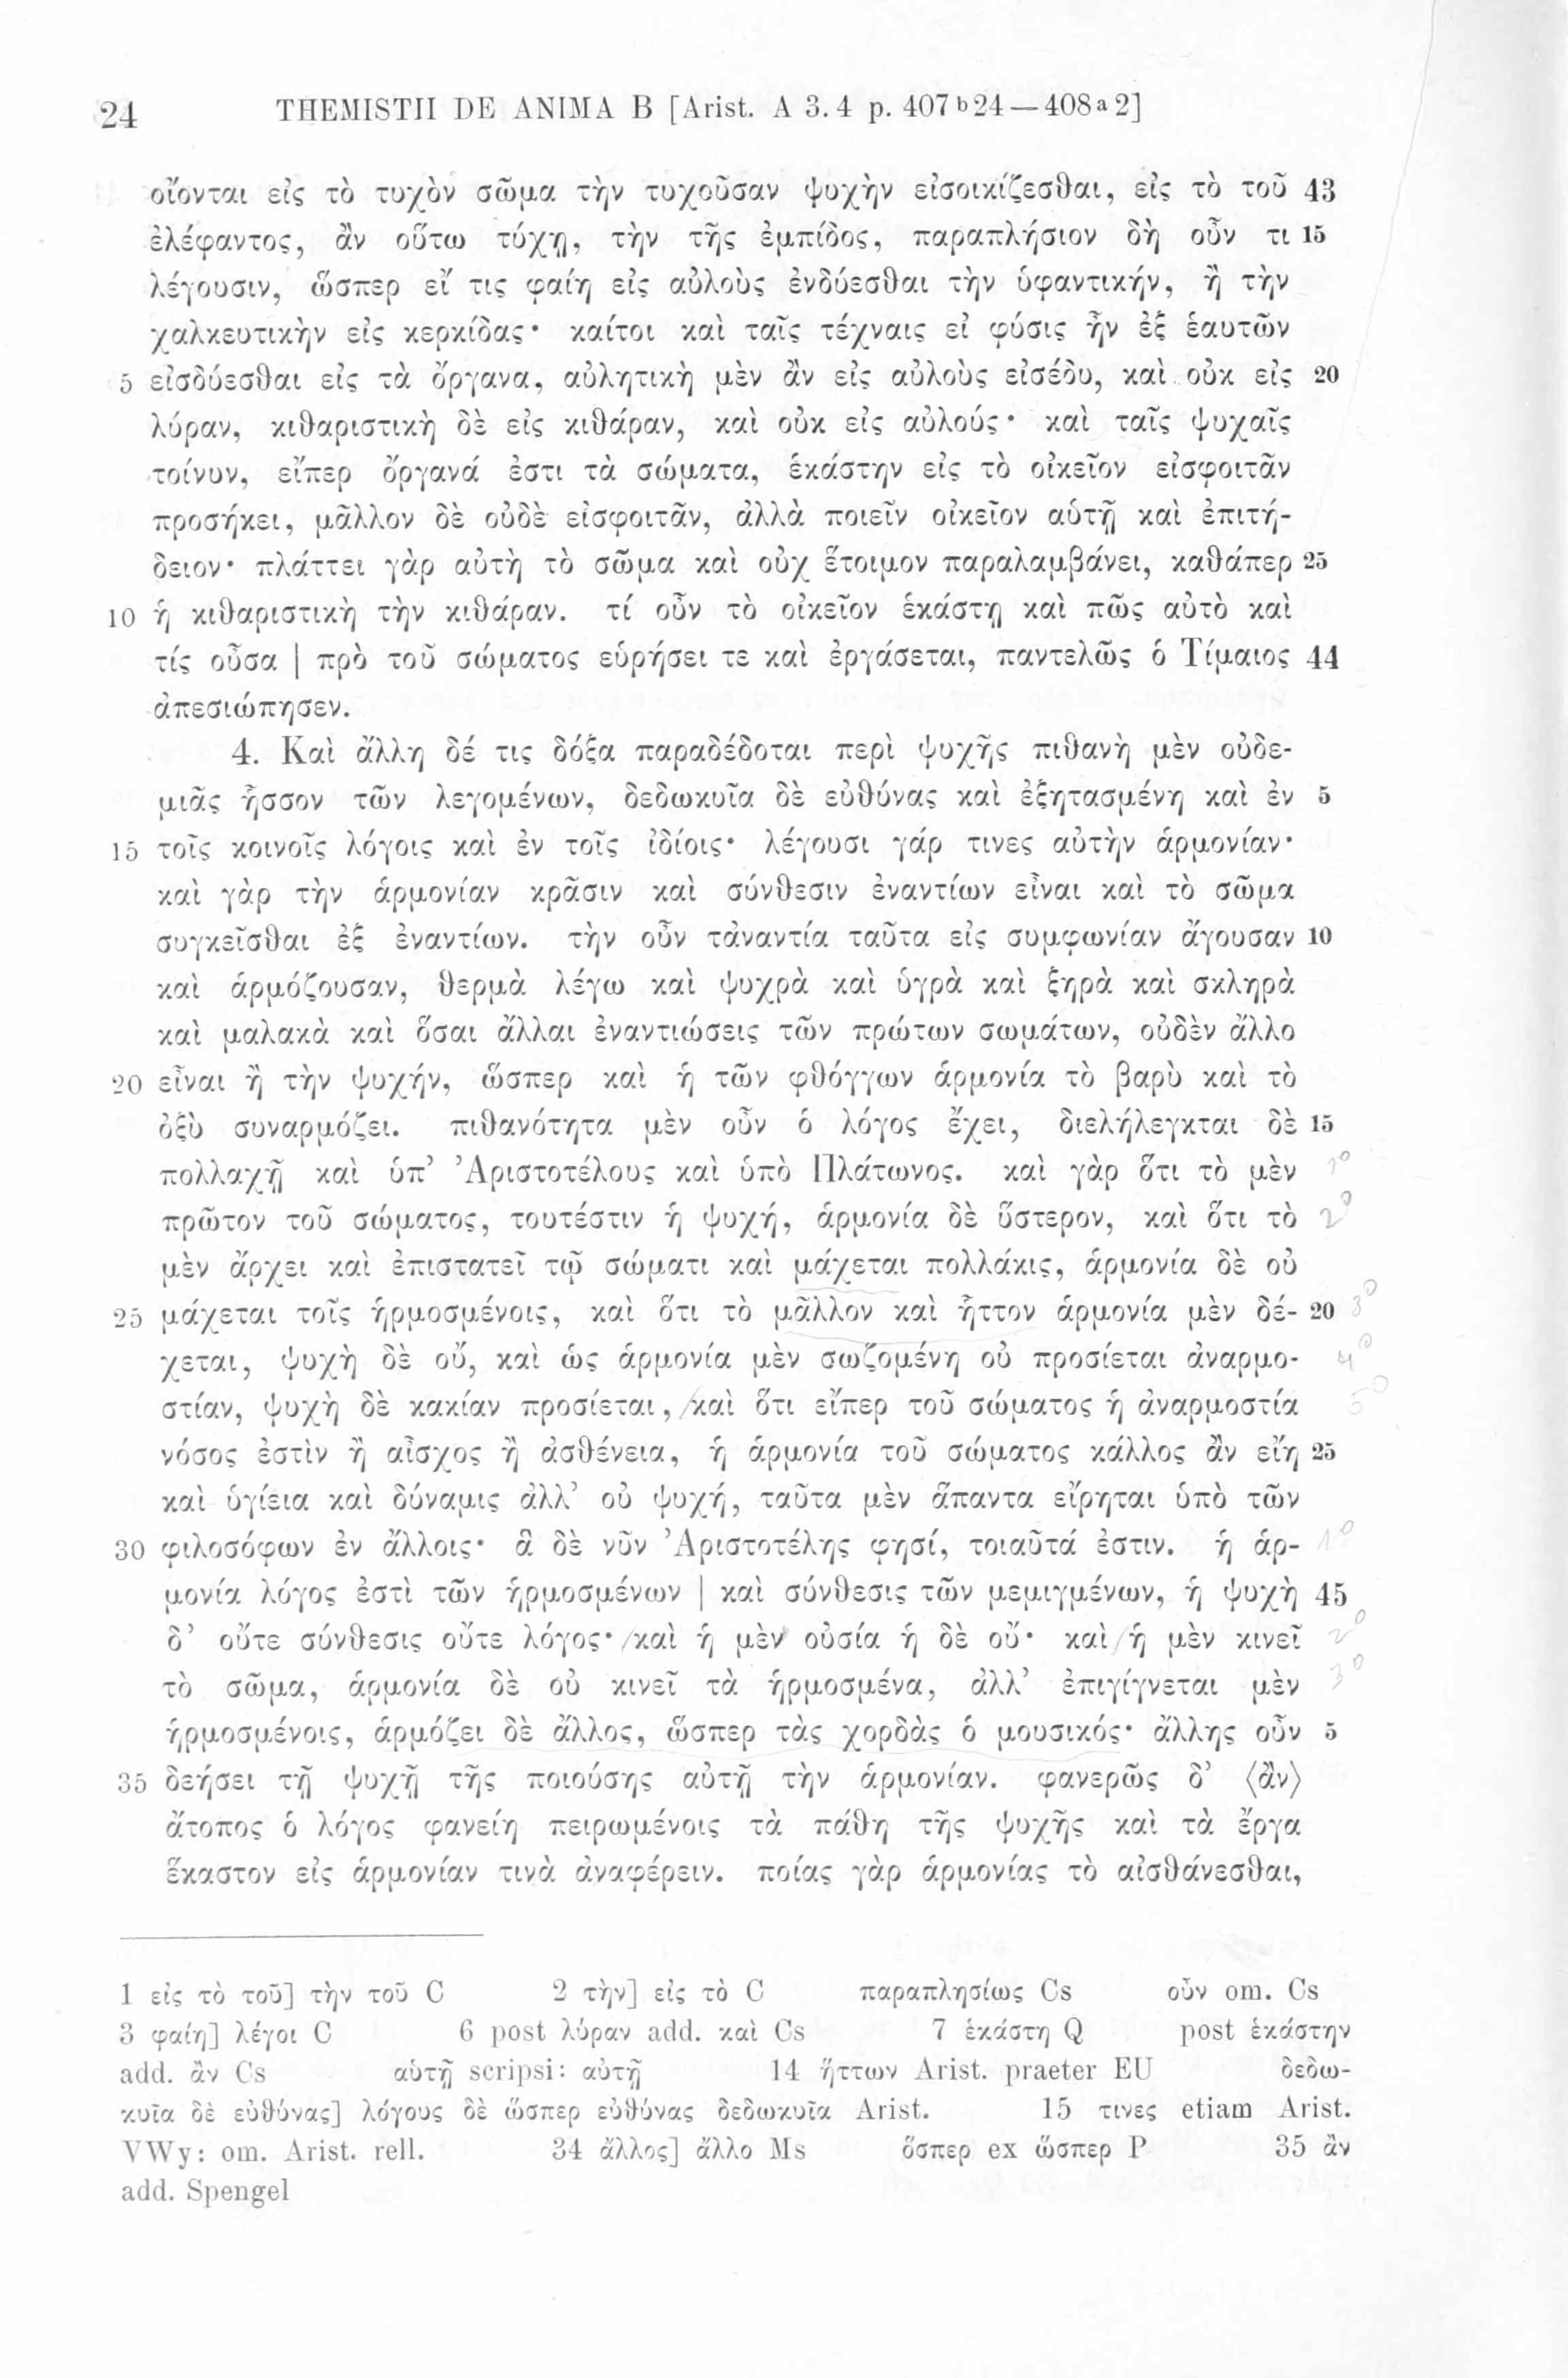 24 THEMISTII DE ANIMA B [Arist. A 3. 4 p. 407 b 24 — 408 a 2]
οἴονται εἰς τὸ τυχὸν σῶμα τὴν τυχοῦσαν ψυχὴν εἰσοικίζεσθαι, εἰς τὸ τοῦ 43
ἐλέφαντος, ἂν οὕτω τύχῃ, τὴν τῆς ἐμπίδος, παραπλήσιον δὴ οὖν τι 15
λέγουσιν, ὥσπερ εἴ τις φαίη εἰς αὐλοὺς ἐνδύεσθαι τὴν ὑφαντικήν, ἢ τὴν
χαλκευτικὴν εἰς κερκίδας· καίτοι καὶ ταῖς τέχναις εἰ φύσις ἦν ἐξ ἑαυτῶν
5 εἰσδύεσθαι εἰς τὰ ὄργανα, αὐλητικὴ μὲν ἂν εἰς αὐλοὺς εἰσέδυ, καὶ οὐκ εἰς 20
λύραν, κιθαριστικὴ δὲ εἰς κιθάραν, καὶ οὐκ εἰς αὐλούς· καὶ ταῖς ψυχαῖς
τοίνυν, εἴπερ ὄργανά ἐστι τὰ σώματα, ἑκάστην εἰς τὸ οἰκεῖον εἰσφοιτᾶν
προσήκει, μᾶλλον δὲ οὐδὲ εἰσφοιτᾶν, ἀλλὰ ποιεῖν οἰκεῖον αὑτῇ καὶ ἐπιτή-
δειον· πλάττει γὰρ αὐτὴ τὸ σῶμα καὶ οὐχ ἕτοιμον παραλαμβάνει, καθάπερ 25
10 ἡ κιθαριστικὴ τὴν κιθάραν. τί οὖν τὸ οἰκεῖον ἑκάστῃ καὶ πῶς αὐτὸ καὶ
τίς οὖσα | πρὸ τοῦ σώματος εὑρήσει τε καὶ ἐργάσεται, παντελῶς ὁ Τίμαιος 44
ἀπεσιώπησεν.
4. Καὶ ἄλλη δέ τις δόξα παραδέδοται περὶ ψυχῆς πιθανὴ μὲν οὐδε-
μιᾶς ἧσσον τῶν λεγομένων, δεδωκυῖα δὲ εὐθύνας καὶ ἐξητασμένη καὶ ἐν 5
15 τοῖς κοινοῖς λόγοις καὶ ἐν τοῖς ἰδίοις· λέγουσι γάρ τινες αὐτὴν ἁρμονίαν·
καὶ γὰρ τὴν ἁρμονίαν κρᾶσιν καὶ σύνθεσιν ἐναντίων εἶναι καὶ τὸ σῶμα
συγκεῖσθαι ἐξ ἐναντίων. τὴν οὖν τἀναντία ταῦτα εἰς συμφωνίαν ἄγουσαν 10
καὶ ἁρμόζουσαν, θερμὰ λέγω καὶ ψυχρὰ καὶ ὑγρὰ καὶ ξηρὰ καὶ σκληρὰ
καὶ μαλακὰ καὶ ὅσαι ἄλλαι ἐναντιώσεις τῶν πρώτων σωμάτων, οὐδὲν ἄλλο
20 εἶναι ἢ τὴν ψυχήν, ὥσπερ καὶ ἡ τῶν φθόγγων ἁρμονία τὸ βαρὺ καὶ τὸ
ὀξὺ συναρμόζει. πιθανότητα μὲν οὖν ὁ λόγος ἔχει, διελήλεγκται δὲ 15
πολλαχῇ καὶ ὑπ’ Ἀριστοτέλους καὶ ὑπὸ Πλάτωνος. καὶ γὰρ ὅτι τὸ μὲν 1⁰
πρῶτον τοῦ σώματος, τουτέστιν ἡ ψυχή, ἁρμονία δὲ ὕστερον, καὶ ὅτι τὸ 2⁰
μὲν ἄρχει καὶ ἐπιστατεῖ τῷ σώματι καὶ μάχεται πολλάκις, ἁρμονία δὲ οὐ
25 μάχεται τοῖς ἡρμοσμένοις, καὶ ὅτι τὸ μᾶλλον καὶ ἧττον ἁρμονία μὲν δέ- 20 3⁰
χεται, ψυχὴ δὲ οὔ, καὶ ὡς ἁρμονία μὲν σωζομένη οὐ προσίεται ἀναρμο- 4⁰
στίαν, ψυχὴ δὲ κακίαν προσίεται, /καὶ ὅτι εἴπερ τοῦ σώματος ἡ ἀναρμοστία 5⁰
νόσος ἐστὶν ἢ αἶσχος ἢ ἀσθένεια, ἡ ἁρμονία τοῦ σώματος κάλλος ἂν εἴη 25
καὶ ὑγίεια καὶ δύναμις ἀλλ’ οὐ ψυχή, ταῦτα μὲν ἅπαντα εἴρηται ὑπὸ τῶν
30 φιλοσόφων ἐν ἄλλοις· ἃ δὲ νῦν Ἀριστοτέλης φησί, τοιαῦτά ἐστιν. ἡ ἁρ- 1⁰
μονία λόγος ἐστὶ τῶν ἡρμοσμένων | καὶ σύνθεσις τῶν μεμιγμένων, ἡ ψυχὴ 45
δ’ οὔτε σύνθεσις οὔτε λόγος· /καὶ ἡ μὲν οὐσία ἡ δὲ οὔ· καὶ/ἡ μὲν κινεῖ 2⁰
τὸ σῶμα, ἁρμονία δὲ οὐ κινεῖ τὰ ἡρμοσμένα, ἀλλ’ ἐπιγίγνεται μὲν 3⁰
ἡρμοσμένοις, ἁρμόζει δὲ ἄλλος, ὥσπερ τὰς χορδὰς ὁ μουσικός· ἄλλης οὖν 5
35 δεήσει τῇ ψυχῇ τῆς ποιούσης αὐτῇ τὴν ἁρμονίαν. φανερῶς δ’ ⟨ἂν⟩
ἄτοπος ὁ λόγος φανείη πειρωμένοις τὰ πάθη τῆς ψυχῆς καὶ τὰ ἔργα
ἕκαστον εἰς ἁρμονίαν τινὰ ἀναφέρειν. ποίας γὰρ ἁρμονίας τὸ αἰσθάνεσθαι,
1 εἰς τὸ τοῦ] τὴν τοῦ C 2 τὴν] εἰς τὸ C παραπλησίως Cs οὖν om. Cs
3 φαίη] λέγοι C 6 post λύραν add. καὶ Cs 7 ἑκάστη Q post ἑκάστην
add. ἂν Cs αὑτῇ scripsi: αὐτῇ 14 ἥττων Arist. praeter EU δεδω-
κυῖα δὲ εὐθύνας] λόγους δὲ ὥσπερ εὐθύνας δεδωκυῖα Arist. 15 τινες etiam Arist.
VWy: om. Arist. rell. 34 ἄλλος] ἄλλο Ms ὅσπερ ex ὥσπερ P 35 ἂν
add. Spengel